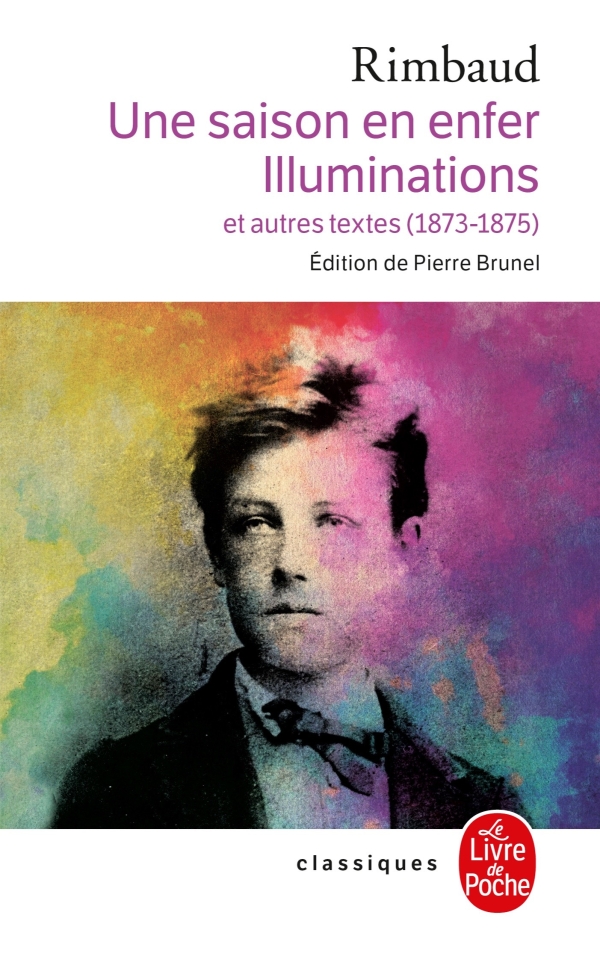 Rimbaud
Une saison en enfer
Illuminations
et autres textes (1873-1875)
Édition de Pierre Brunel
classiques
Le
Livre
de
Poche